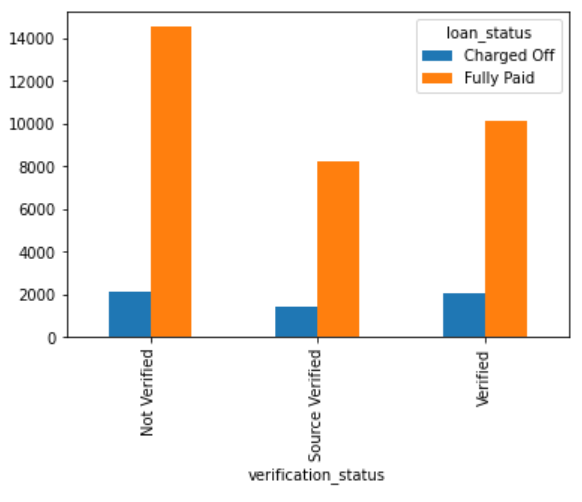 14000
12000
10000
8000
6000
4000
2000
0
loan_status
Charged Off
Fully Paid
Not Verified
Source Verified
Verified
verification_status